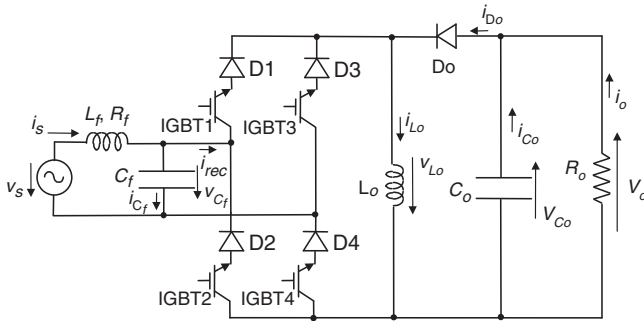 i_Do
D1
D3
Do
i_s
L_f, R_f
IGBT1
IGBT3
i_Lo
i_Co
i_o
i_rec
v_Lo
R_o
v_s
C_f
v_Cf
L_o
C_o
V_o
i_Cf
V_Co
D2
D4
IGBT2
IGBT4